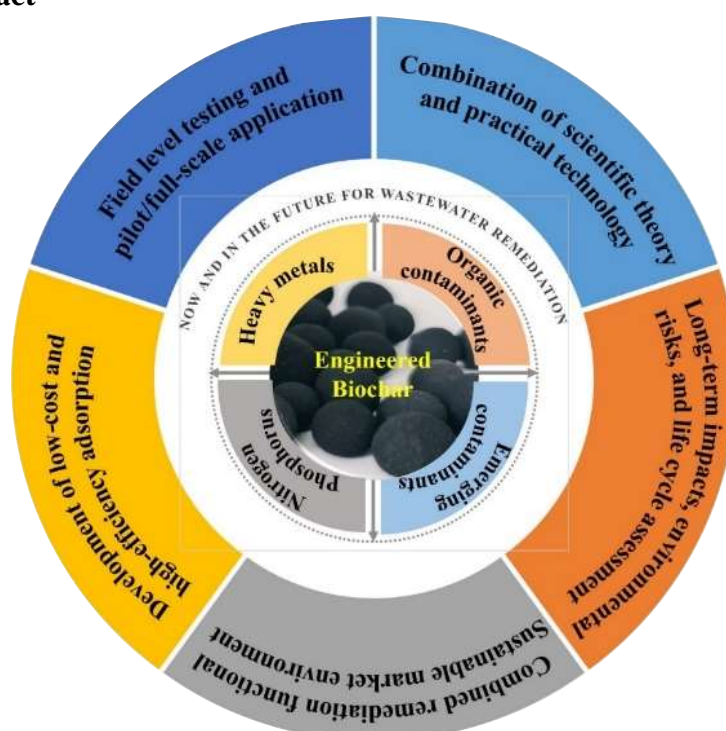 act
Field level testing and
pilot/full-scale application
Combination of scientific theory
and practical technology
Long-term impacts, environmental
risks, and life cycle assessment
Combined remediation functional
Sustainable market environment
Development of low-cost and
high-efficiency adsorption
NOW AND IN THE FUTURE FOR WASTEWATER REMEDIATION
Heavy metals
Organic
contaminants
Emerging
contaminants
Nitrogen
Phosphorus
Engineered
Biochar